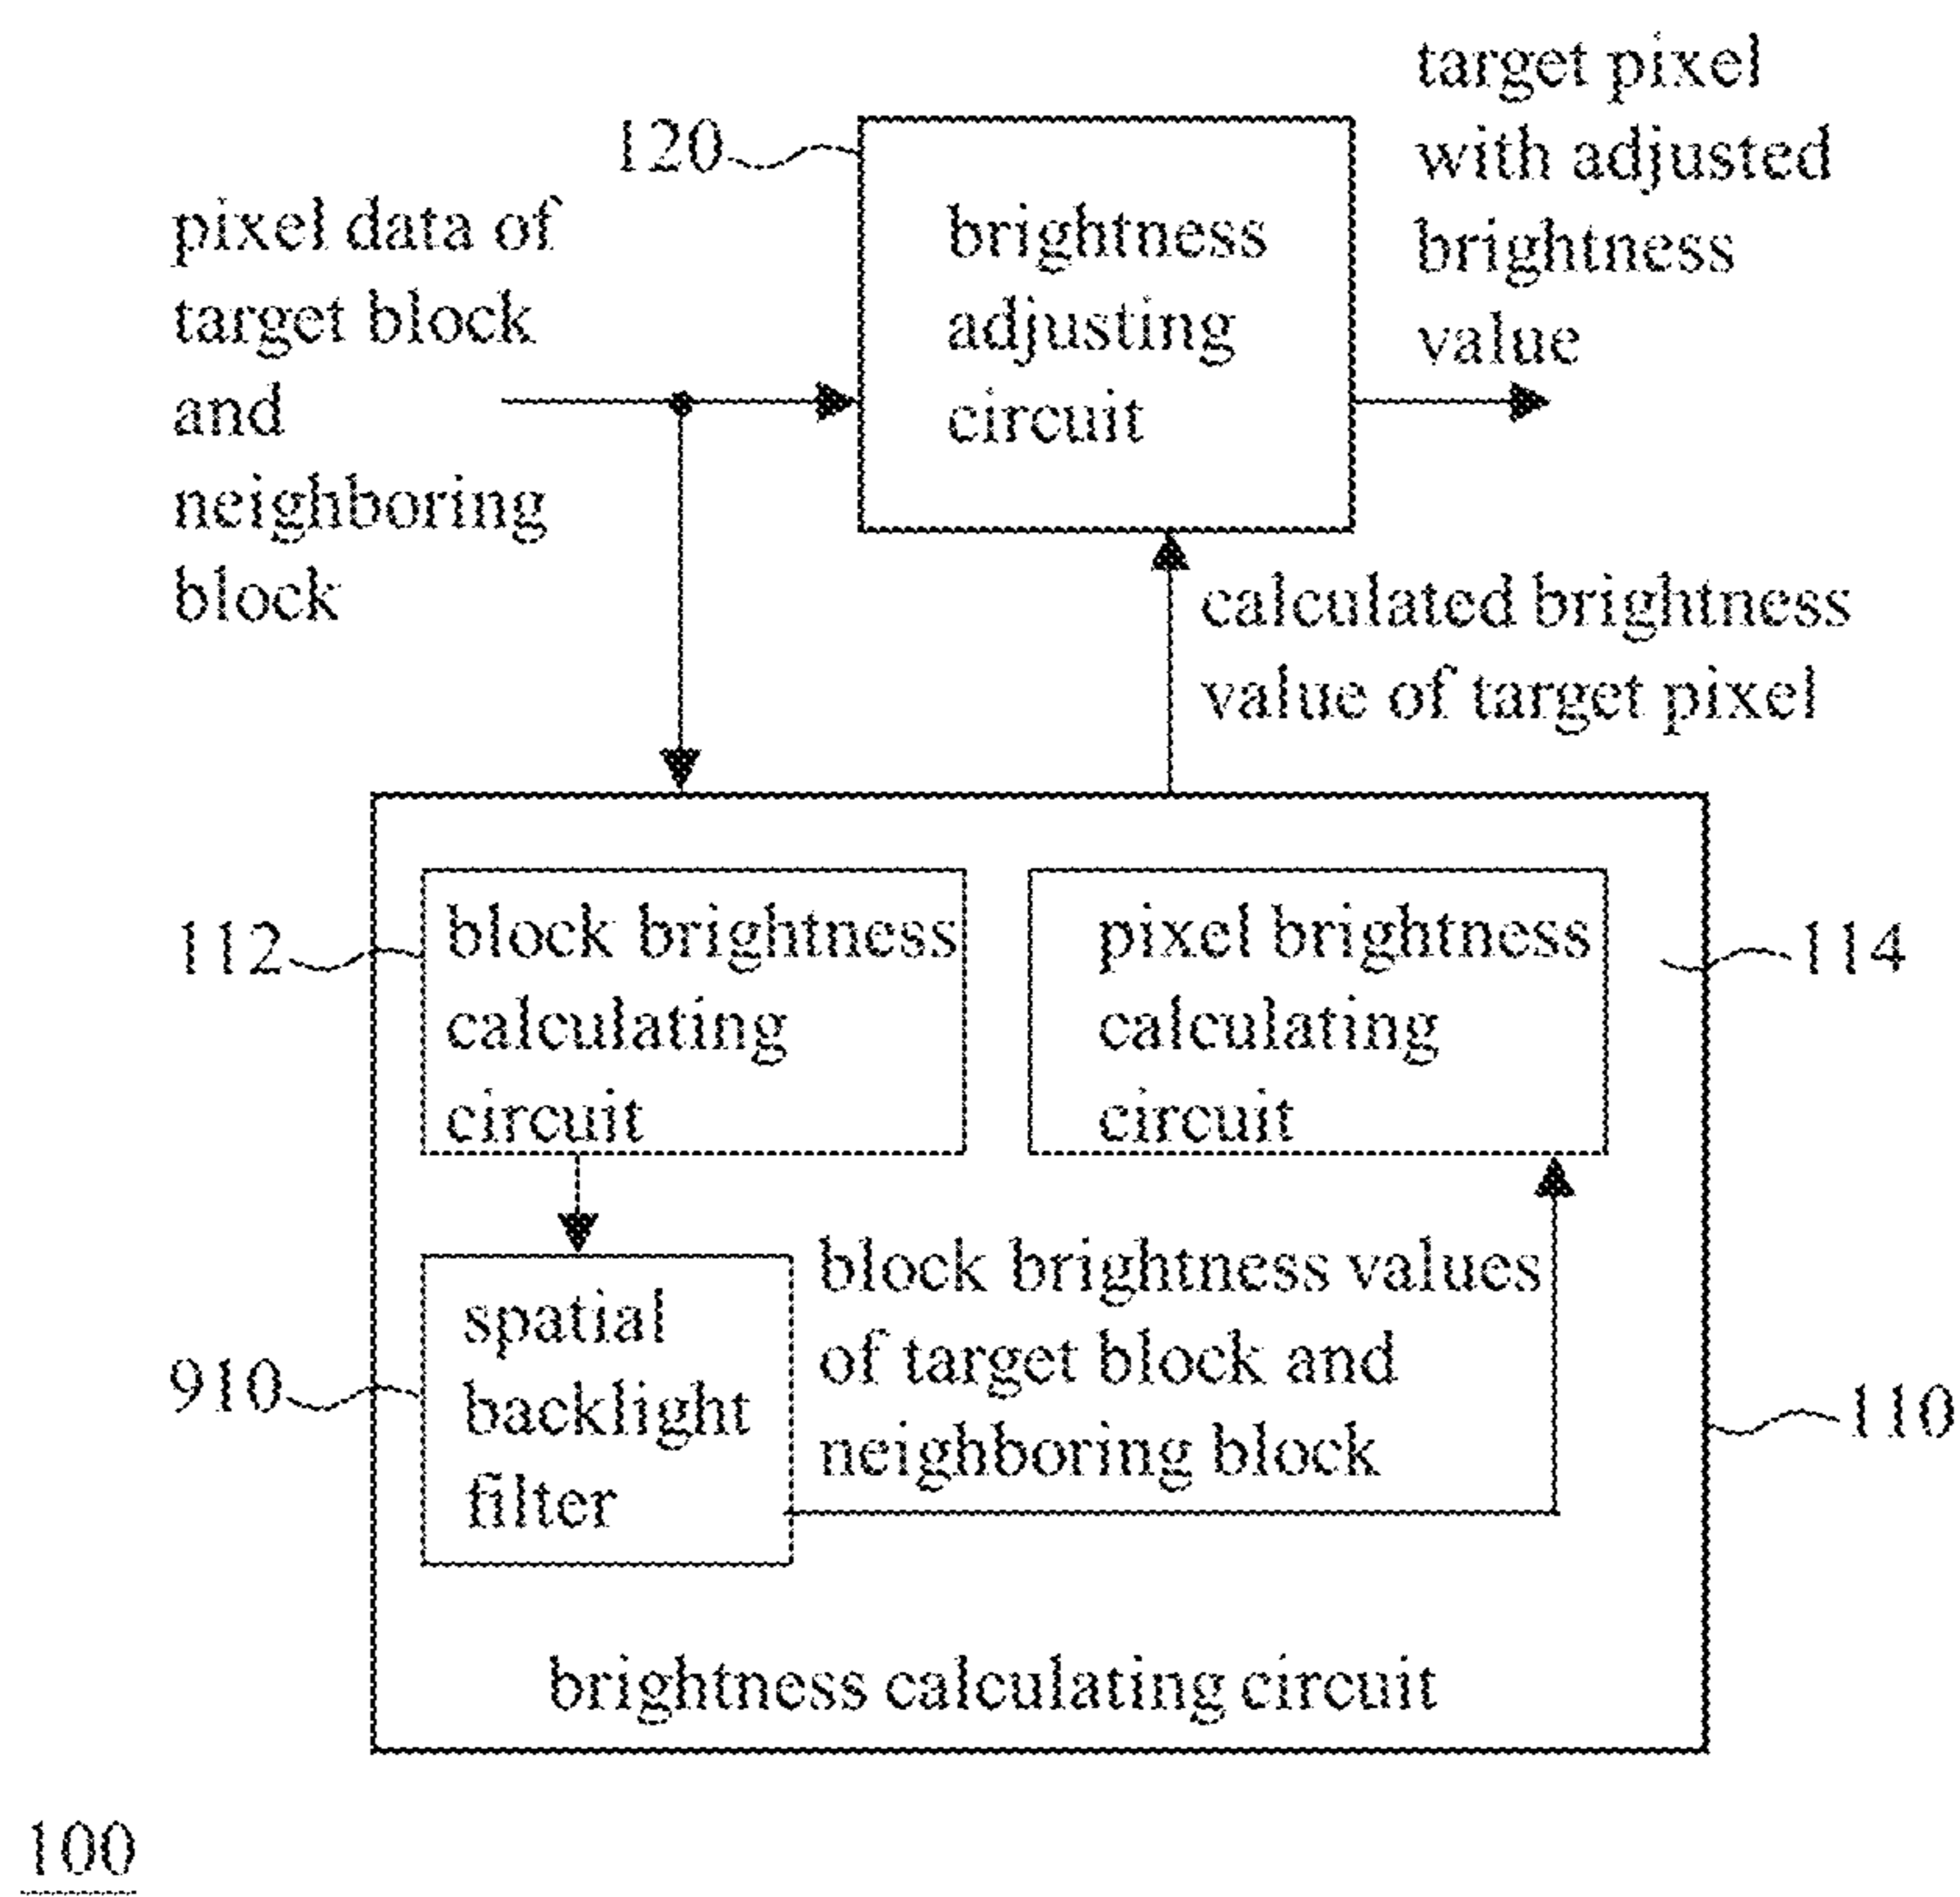 120
pixel data of
target block
and
neighboring
block
brightness
adjusting
circuit
target pixel
with adjusted
brightness
value
calculated brightness
value of target pixel
112
block brightness
calculating
circuit
pixel brightness
calculating
circuit
114
910
spatial
backlight
filter
block brightness values
of target block and
neighboring block
110
brightness calculating circuit
100